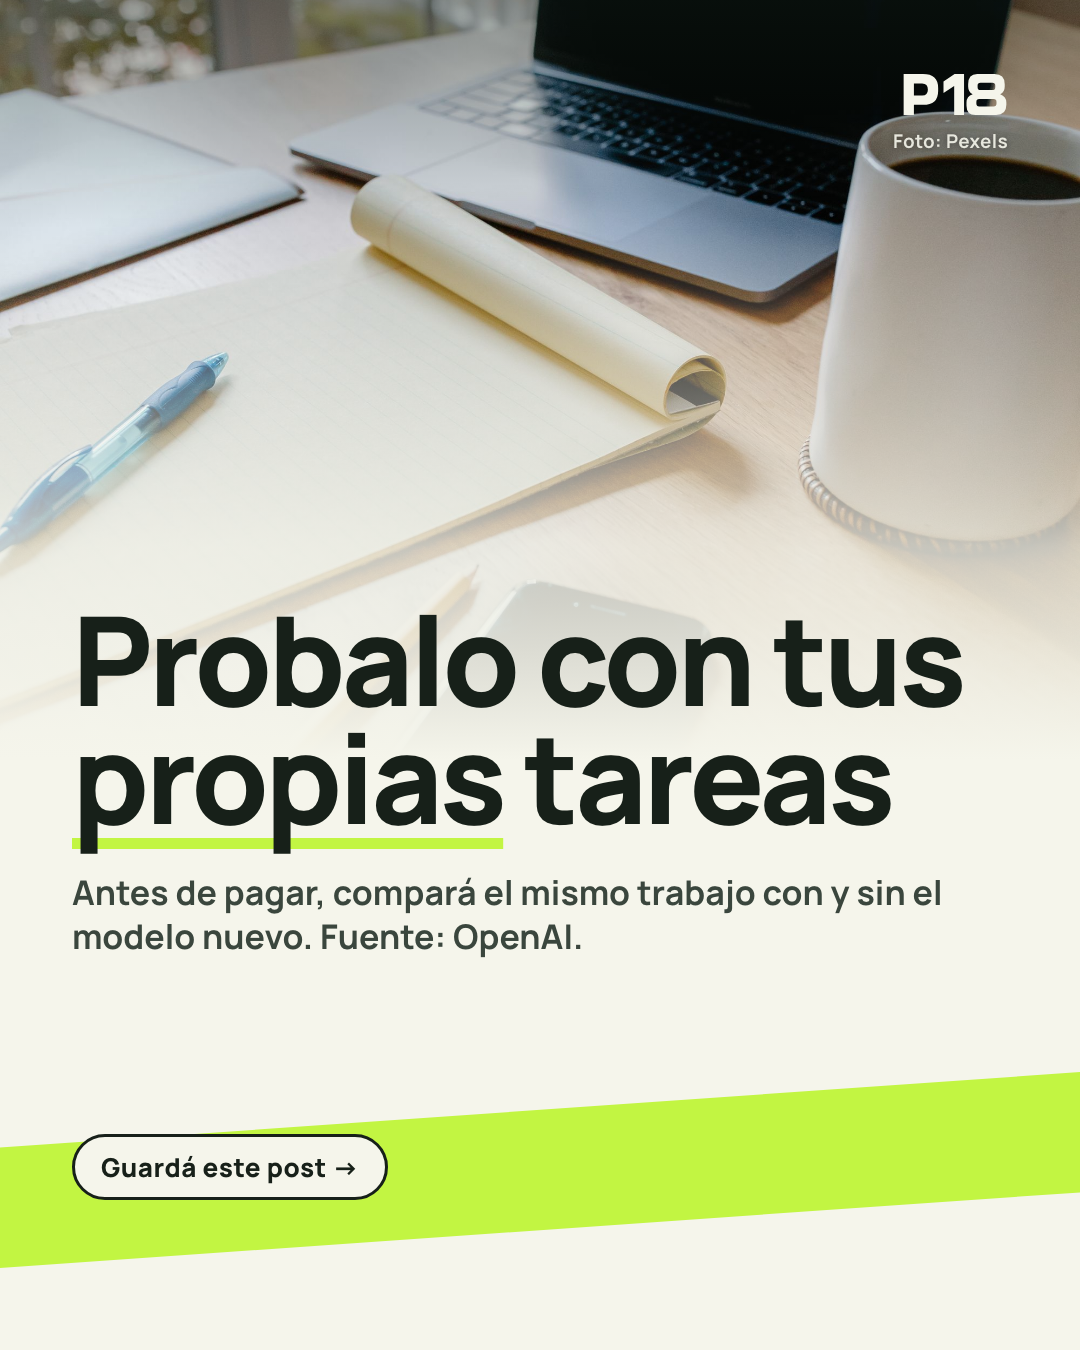 P18
Foto: Pexels
Probalo con tus
propias tareas
Antes de pagar, compará el mismo trabajo con y sin el
modelo nuevo. Fuente: OpenAI.
Guardá este post →